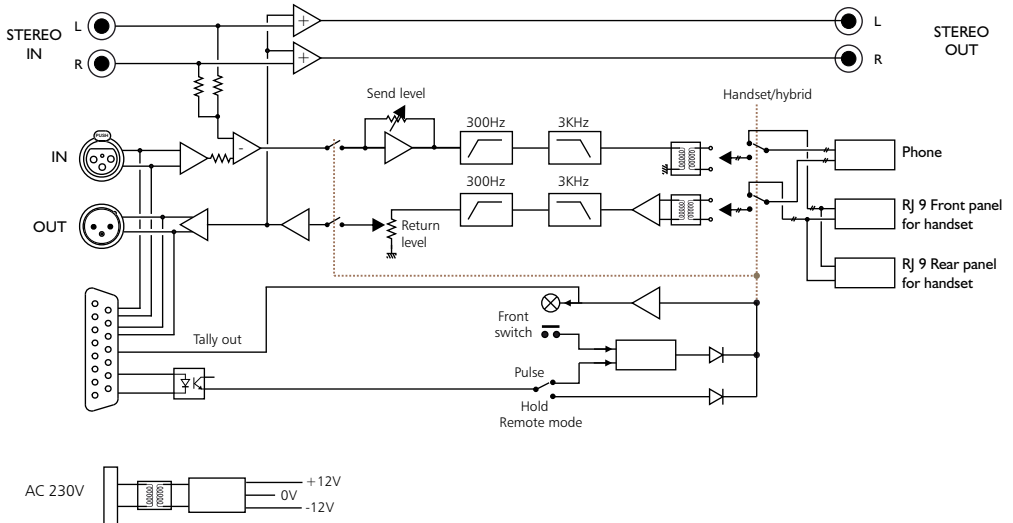 STEREO
IN
L
R
+
+
L
R
STEREO
OUT
Send level
Handset/hybrid
300Hz
3KHz
PUSH
IN
-
Phone
300Hz
3KHz
OUT
Return
level
RJ 9 Front panel
for handset
RJ 9 Rear panel
for handset
Front
switch
Tally out
Pulse
Hold
Remote mode
AC 230V
+12V
0V
-12V